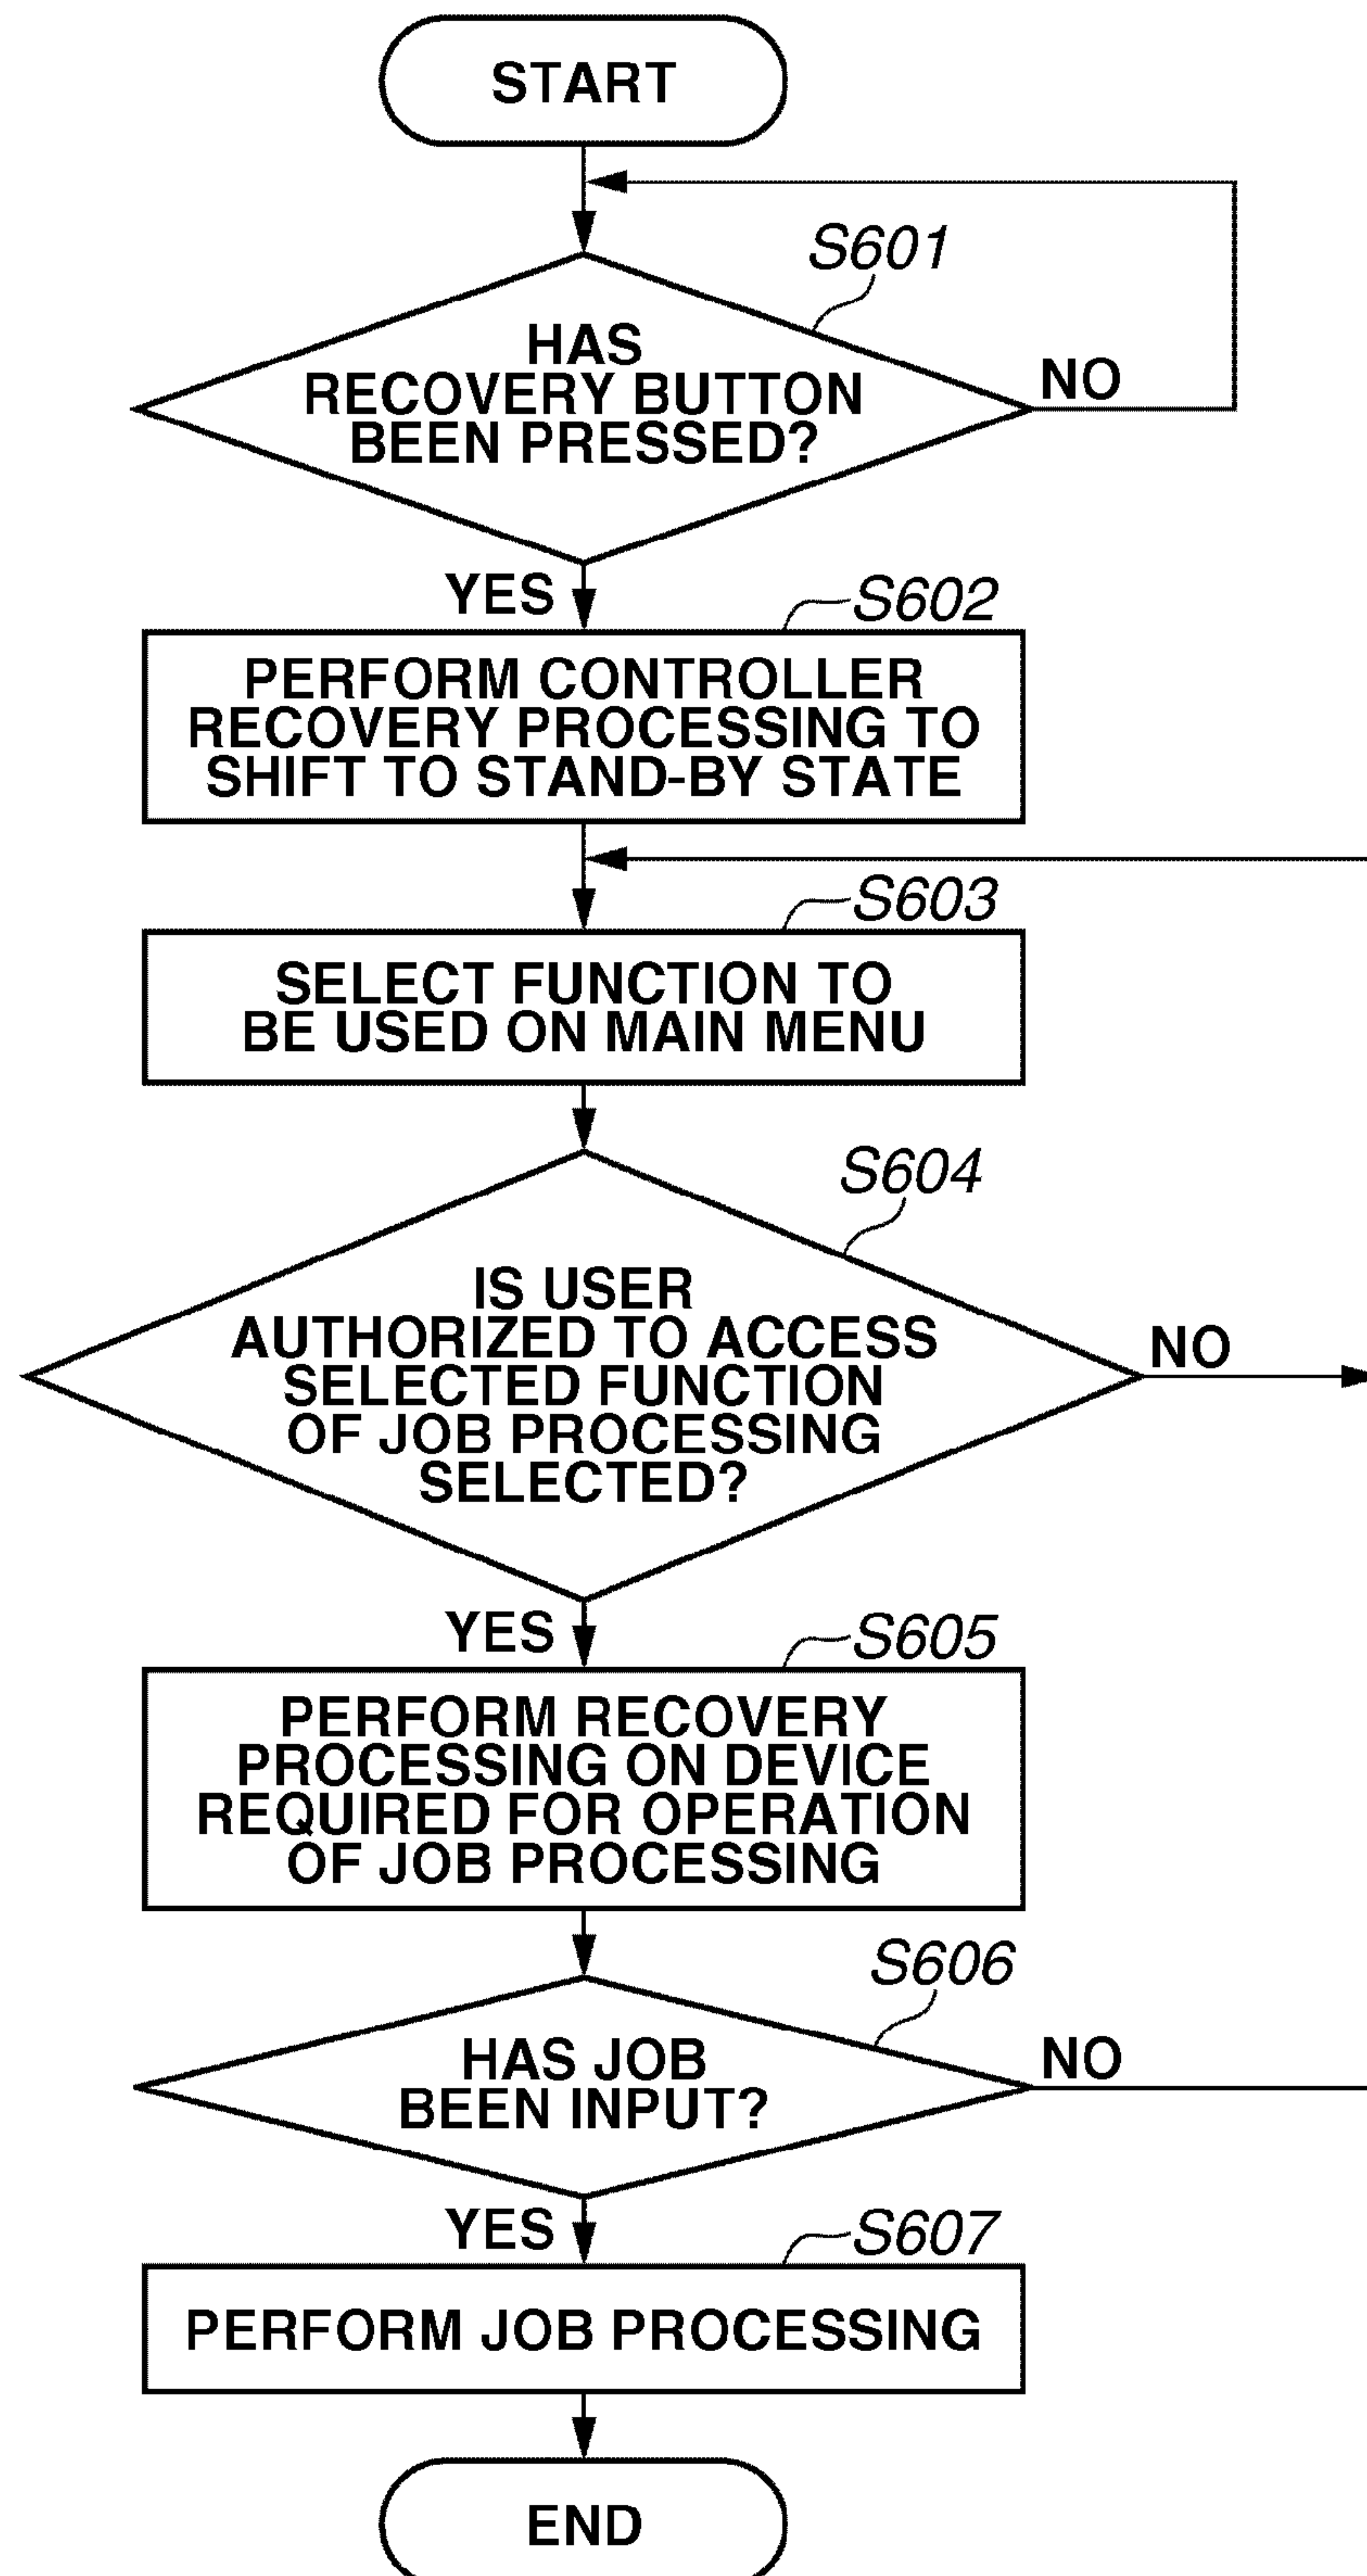 START
S601
HAS
RECOVERY BUTTON
BEEN PRESSED?
NO
YES
S602
PERFORM CONTROLLER
RECOVERY PROCESSING TO
SHIFT TO STAND-BY STATE
S603
SELECT FUNCTION TO
BE USED ON MAIN MENU
S604
IS USER
AUTHORIZED TO ACCESS
SELECTED FUNCTION
OF JOB PROCESSING
SELECTED?
NO
YES
S605
PERFORM RECOVERY
PROCESSING ON DEVICE
REQUIRED FOR OPERATION
OF JOB PROCESSING
S606
HAS JOB
BEEN INPUT?
NO
YES
S607
PERFORM JOB PROCESSING
END